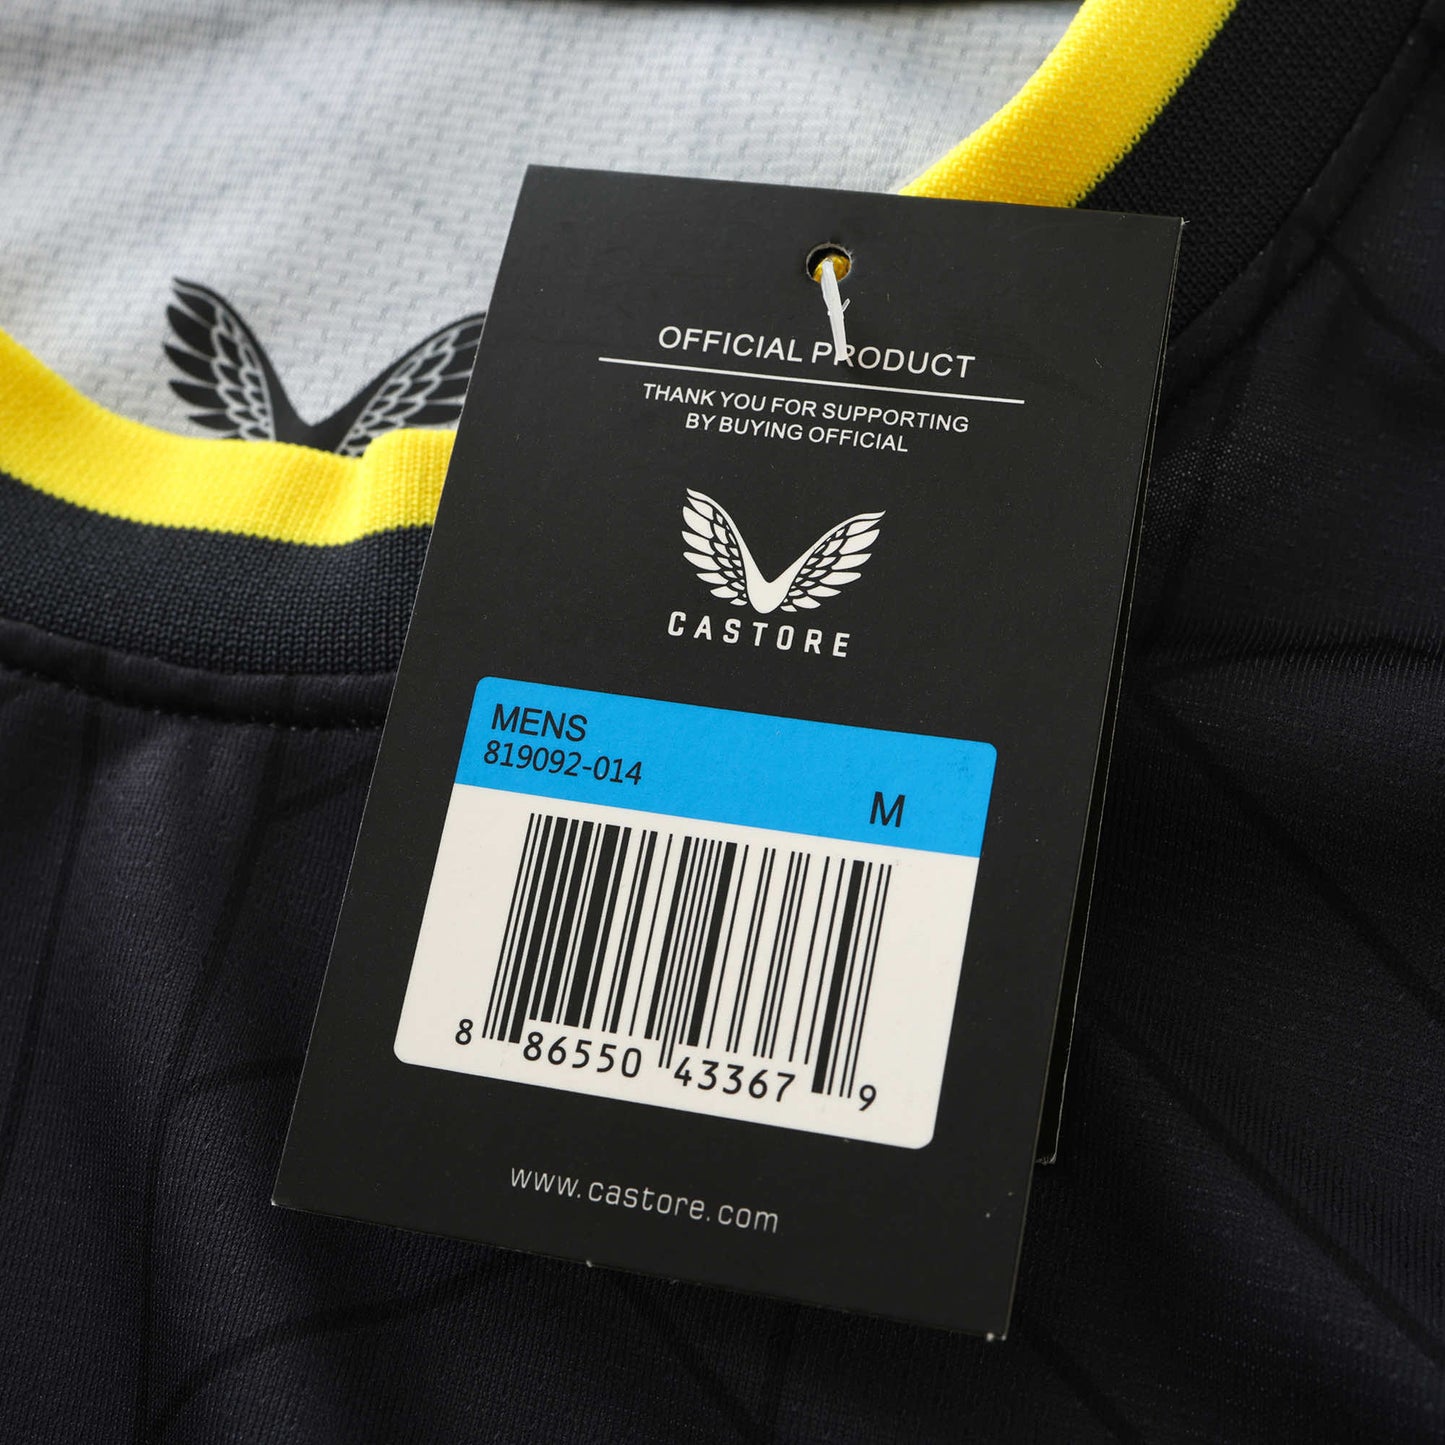 OFFICIAL PRODUCT
THANK YOU FOR SUPPORTING
BY BUYING OFFICIAL
CASTORE
MENS
819092-014
M
8 86550 43367 9
www.castore.com